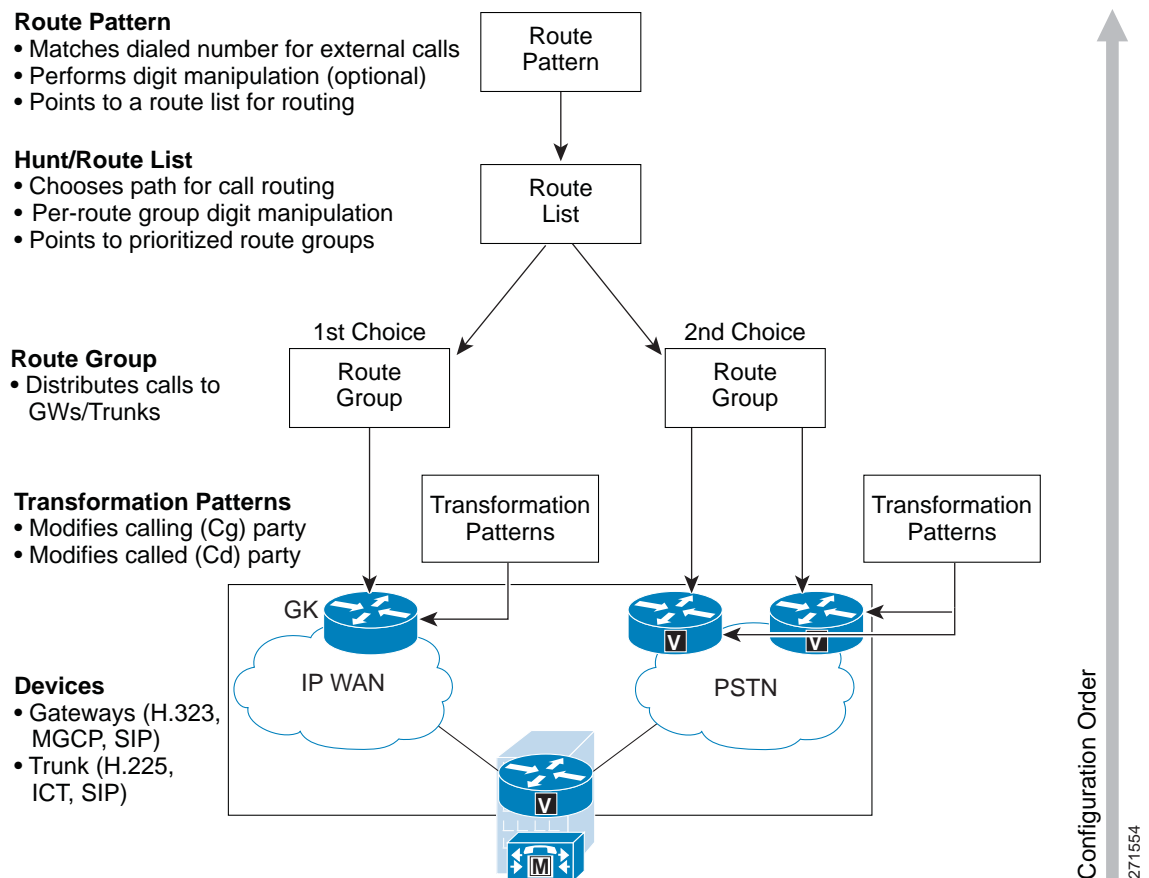 Route Pattern
• Matches dialed number for external calls
• Performs digit manipulation (optional)
• Points to a route list for routing
Route
Pattern
Hunt/Route List
• Chooses path for call routing
• Per-route group digit manipulation
• Points to prioritized route groups
Route
List
1st Choice
2nd Choice
Route Group
• Distributes calls to
GWs/Trunks
Route
Group
Route
Group
Transformation Patterns
• Modifies calling (Cg) party
• Modifies called (Cd) party
Transformation
Patterns
Transformation
Patterns
GK
V
V
IP WAN
PSTN
Devices
• Gateways (H.323,
MGCP, SIP)
• Trunk (H.225,
ICT, SIP)
V
M
Configuration Order
271554